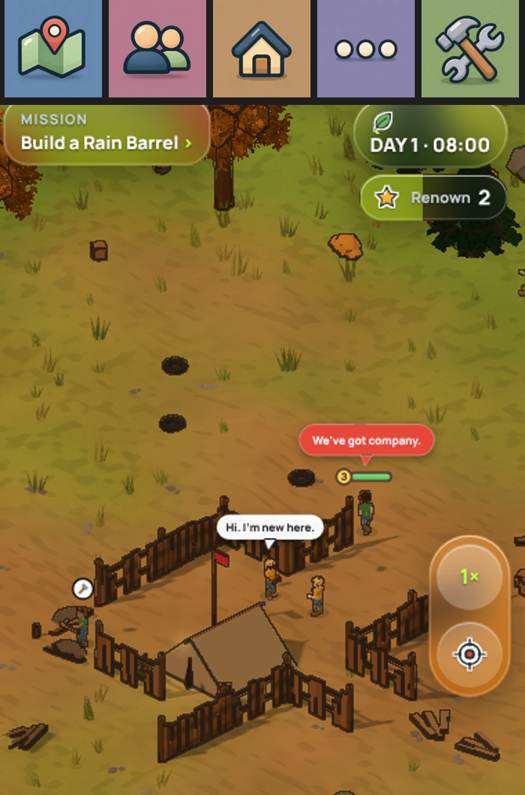 MISSION
Build a Rain Barrel ›
DAY 1 · 08:00
Renown 2
We've got company.
3
Hi. I'm new here.
1×